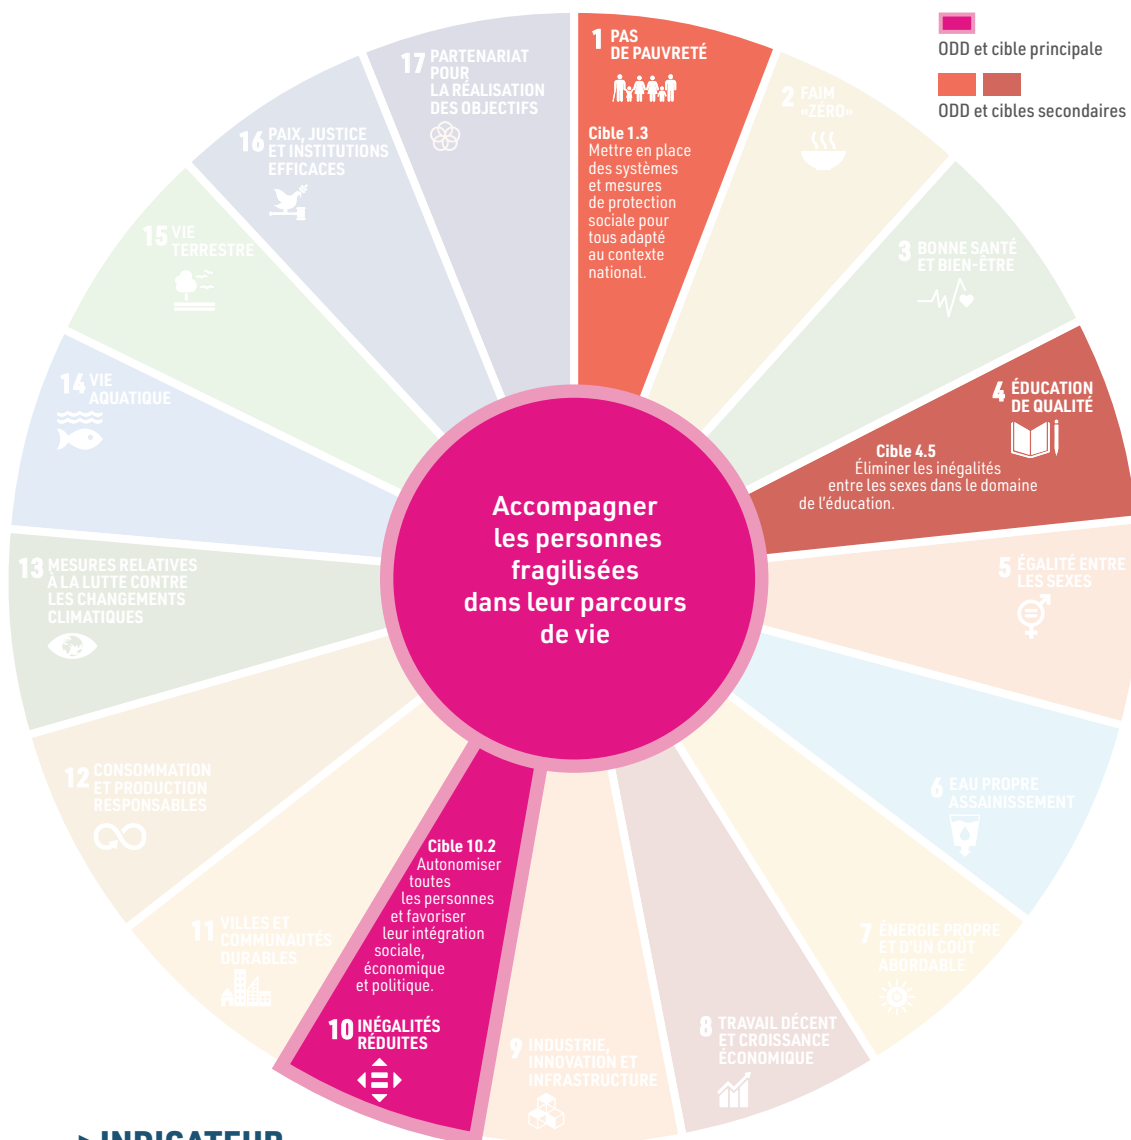 ODD et cible principale
ODD et cibles secondaires
1 PAS
DE PAUVRETÉ
Cible 1.3
Mettre en place
des systèmes
et mesures
de protection
sociale pour
tous adapté
au contexte
national.
2 FAIM
«ZÉRO»
3 BONNE SANTÉ
ET BIEN-ÊTRE
4 ÉDUCATION
DE QUALITÉ
Cible 4.5
Éliminer les inégalités
entre les sexes dans le domaine
de l'éducation.
5 ÉGALITÉ ENTRE
LES SEXES
6 EAU PROPRE
ASSAINISSEMENT
7 ÉNERGIE PROPRE
ET D'UN COÛT
ABORDABLE
8 TRAVAIL DÉCENT
ET CROISSANCE
ÉCONOMIQUE
9 INDUSTRIE,
INNOVATION ET
INFRASTRUCTURE
Cible 10.2
Autonomiser
toutes
les personnes
et favoriser
leur intégration
sociale,
économique
et politique.
10 INÉGALITÉS
RÉDUITES
11 VILLES ET
COMMUNAUTÉS
DURABLES
12 CONSOMMATION
ET PRODUCTION
RESPONSABLES
13 MESURES RELATIVES
À LA LUTTE CONTRE
LES CHANGEMENTS
CLIMATIQUES
14 VIE
AQUATIQUE
15 VIE
TERRESTRE
16 PAIX, JUSTICE
ET INSTITUTIONS
EFFICACES
17 PARTENARIAT
POUR
LA RÉALISATION
DES OBJECTIFS
Accompagner
les personnes
fragilisées
dans leur parcours
de vie
> INDICATEUR